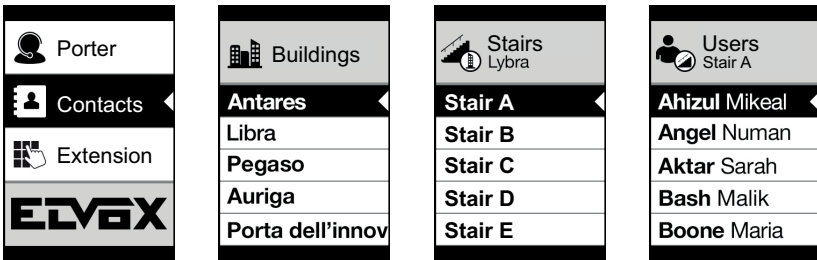 Porter
Contacts
Extension
ELVOX
Buildings
Antares
Libra
Pegaso
Auriga
Porta dell'innov
Stairs
Lybra
Stair A
Stair B
Stair C
Stair D
Stair E
Users
Stair A
Ahizul Mikeal
Angel Numan
Aktar Sarah
Bash Malik
Boone Maria